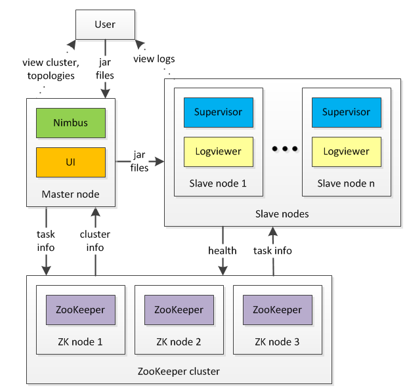 User
view cluster,
topologies
jar
files
view logs
Nimbus
UI
Master node
jar
files
Supervisor
Logviewer
Slave node 1
Supervisor
Logviewer
Slave node n
Slave nodes
task
info
cluster
info
health
task info
ZooKeeper
ZK node 1
ZooKeeper
ZK node 2
ZooKeeper
ZK node 3
ZooKeeper cluster